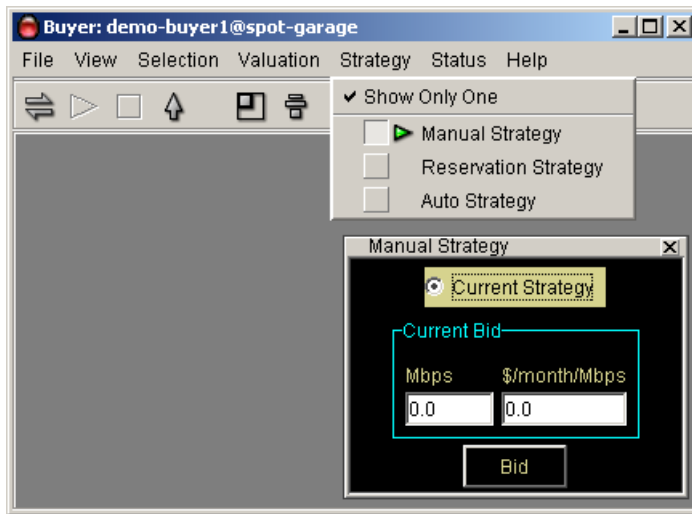 Buyer: demo-buyer1@spot-garage
File View Selection Valuation Strategy Status Help
Show Only One
Manual Strategy
Reservation Strategy
Auto Strategy
Manual Strategy
Current Strategy
Current Bid
Mbps $/month/Mbps
0.0 0.0
Bid